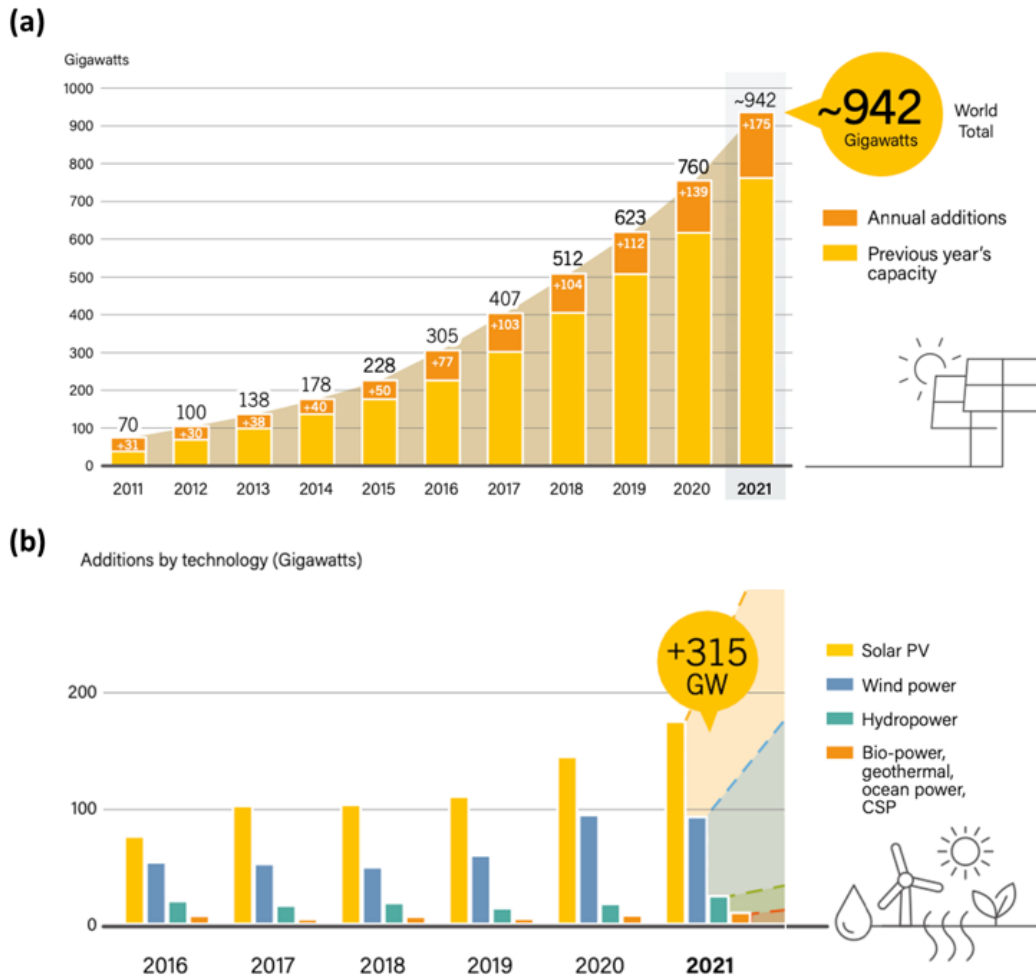 (a)
Gigawatts
1000
900
800
700
600
500
400
300
200
100
0
70
+31
100
+30
138
+38
178
+40
228
+50
305
+77
407
+103
512
+104
623
+112
760
+139
~942
+175
2011 2012 2013 2014 2015 2016 2017 2018 2019 2020 2021
~942
Gigawatts
World
Total
Annual additions
Previous year's
capacity
(b)
Additions by technology (Gigawatts)
200
100
0
+315
GW
2016 2017 2018 2019 2020 2021
Solar PV
Wind power
Hydropower
Bio-power,
geothermal,
ocean power,
CSP